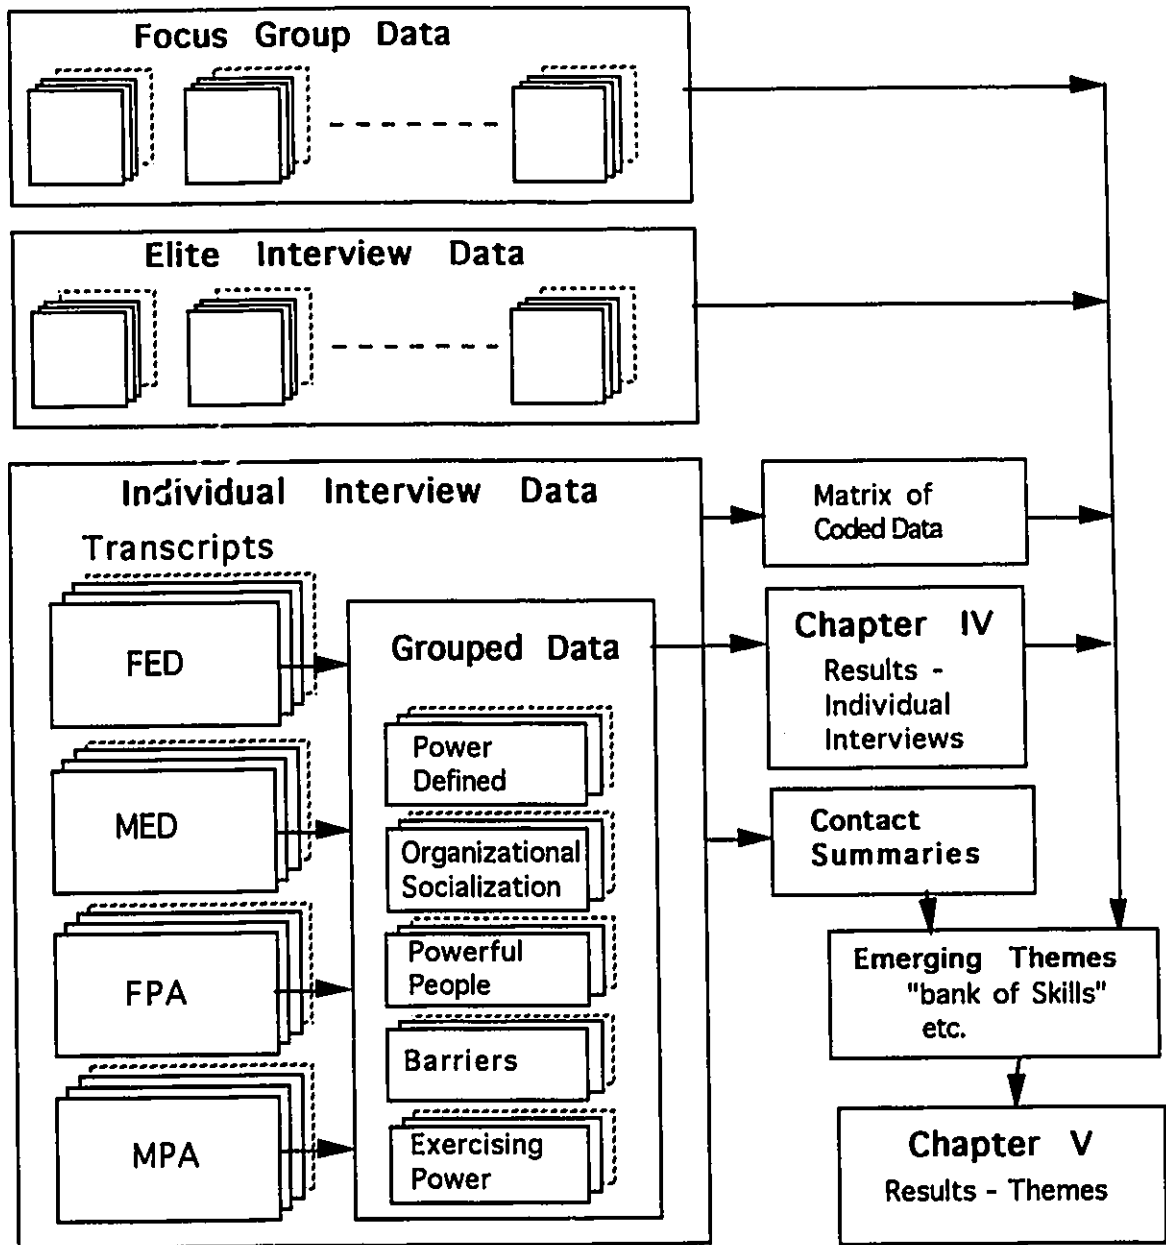 Focus Group Data
Elite Interview Data
Individual Interview Data
Transcripts
FED
MED
FPA
MPA
Grouped Data
Power
Defined
Organizational
Socialization
Powerful
People
Barriers
Exercising
Power
Matrix of
Coded Data
Chapter IV
Results -
Individual
Interviews
Contact
Summaries
Emerging Themes
"bank of Skills"
etc.
Chapter V
Results - Themes